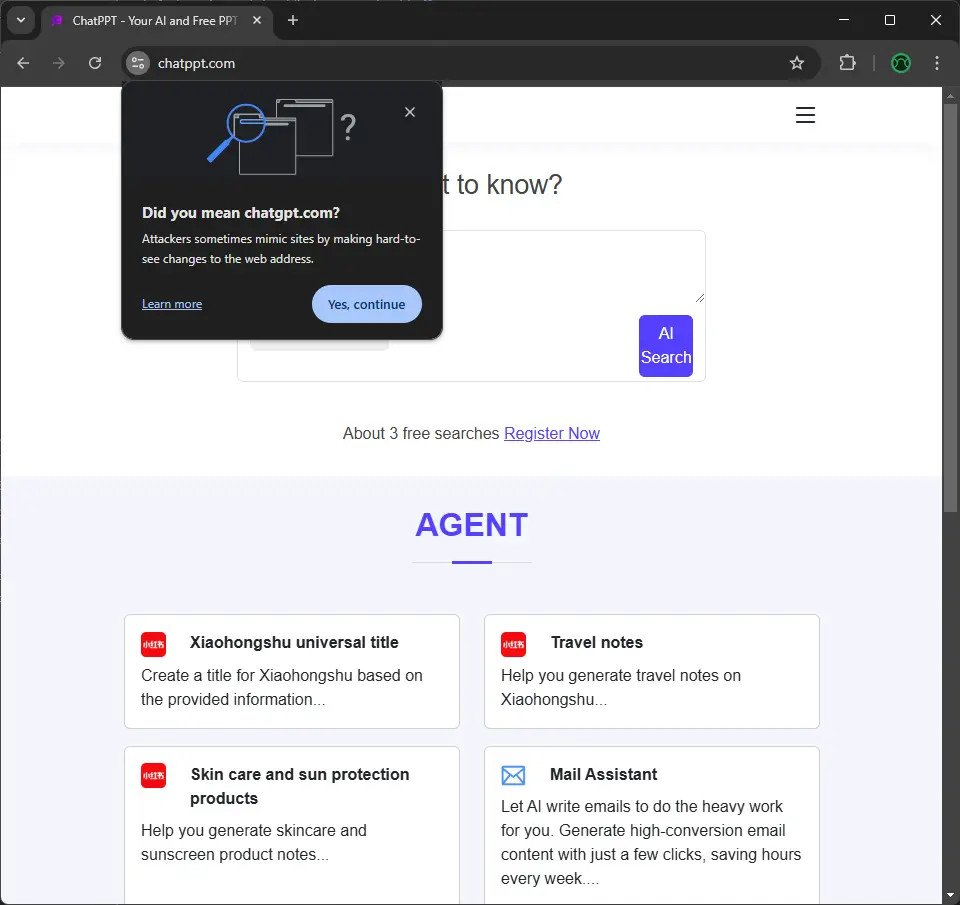 ChatPPT - Your AI and Free PPT
chatppt.com
Did you mean chatgpt.com?
Attackers sometimes mimic sites by making hard-to-
see changes to the web address.
Learn more
Yes, continue
t to know?
AI
Search
About 3 free searches Register Now
AGENT
小红书
Xiaohongshu universal title
Create a title for Xiaohongshu based on
the provided information...
小红书
Travel notes
Help you generate travel notes on
Xiaohongshu...
小红书
Skin care and sun protection
products
Help you generate skincare and
sunscreen product notes...
Mail Assistant
Let AI write emails to do the heavy work
for you. Generate high-conversion email
content with just a few clicks, saving hours
every week....